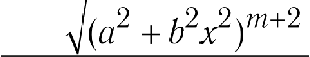 √(a² + b²x²)ᵐ⁺²